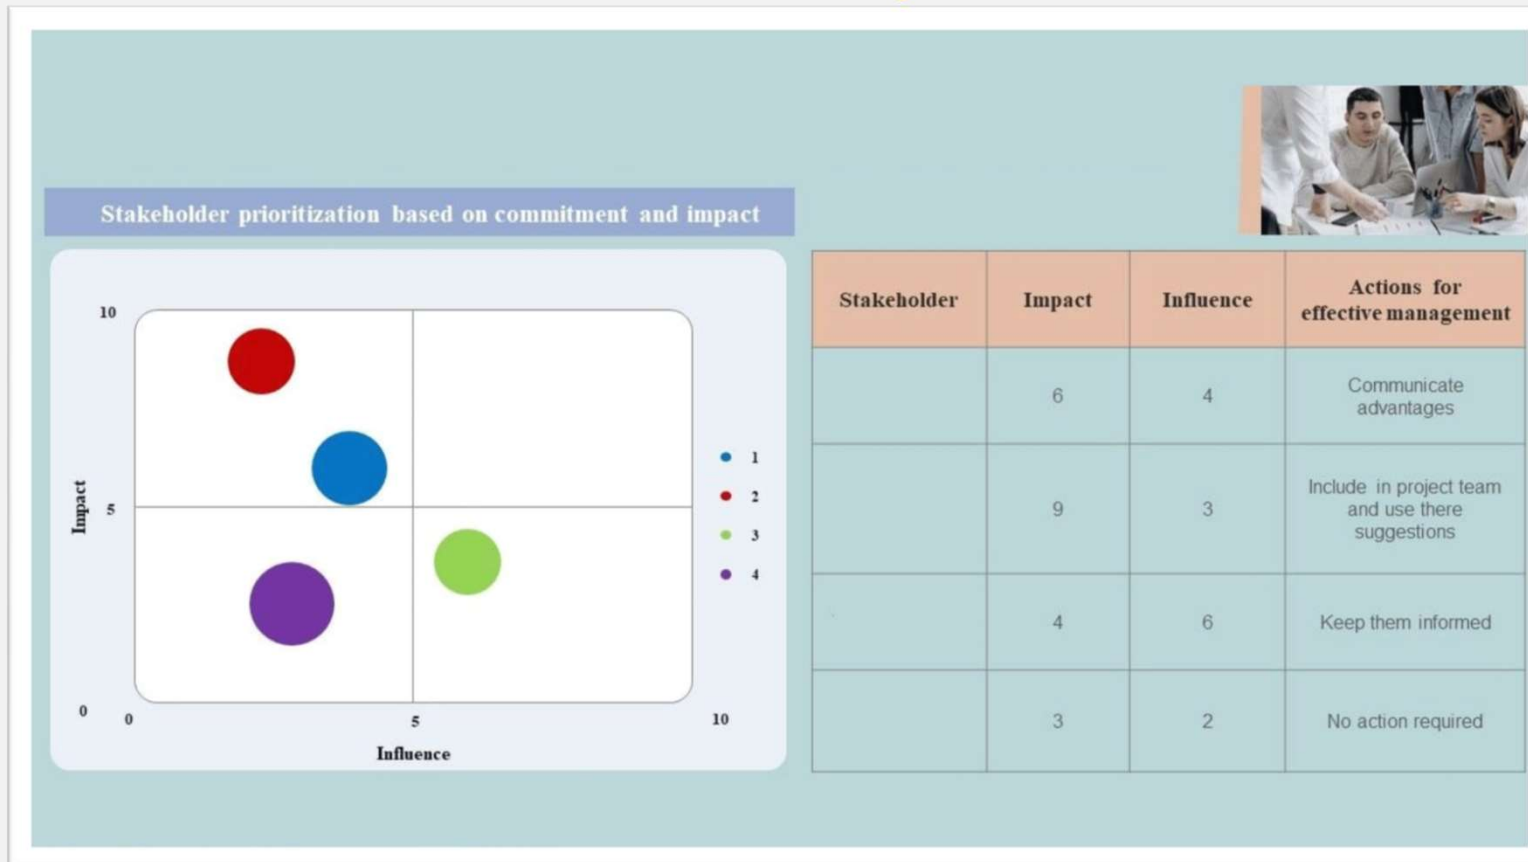 Stakeholder prioritization based on commitment and impact
10
5
0
Impact
0
5
10
Influence
1
2
3
4
Stakeholder
Impact
Influence
Actions for
effective management
6
4
Communicate
advantages
9
3
Include in project team
and use there
suggestions
4
6
Keep them informed
3
2
No action required